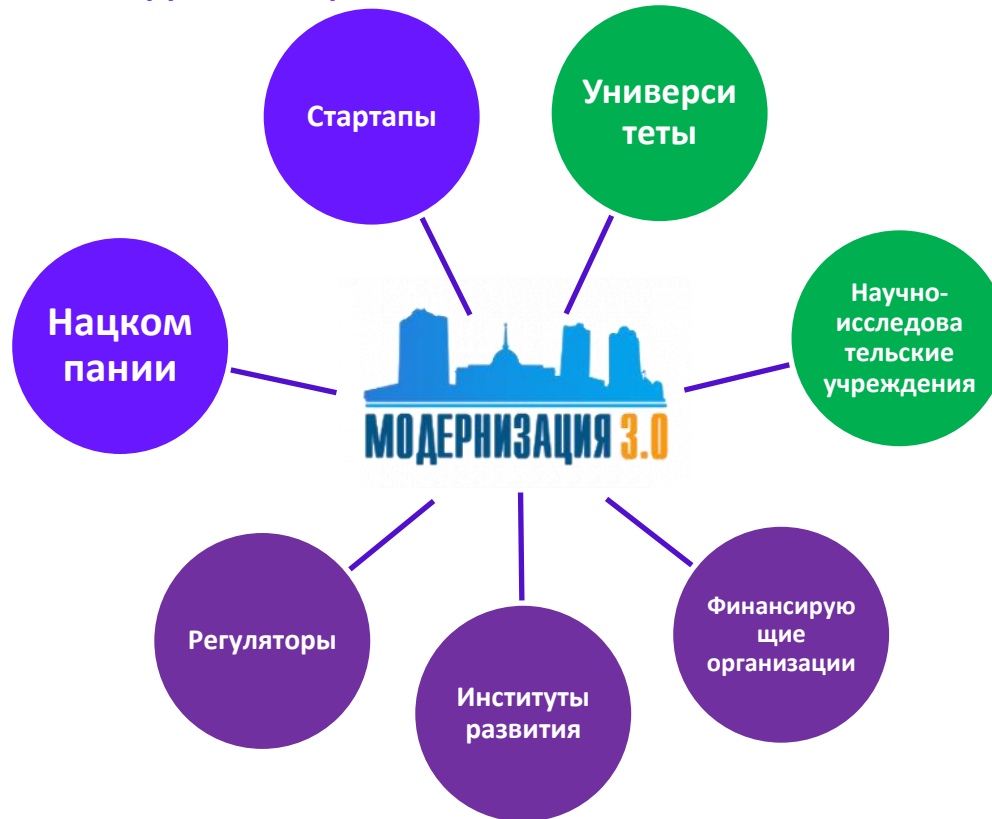 Стартапы
Универси
теты
Нацком
пании
Научно-
исследова
тельские
учреждения
МОДЕРНИЗАЦИЯ 3.0
Регуляторы
Институты
развития
Финансирую
щие
организации